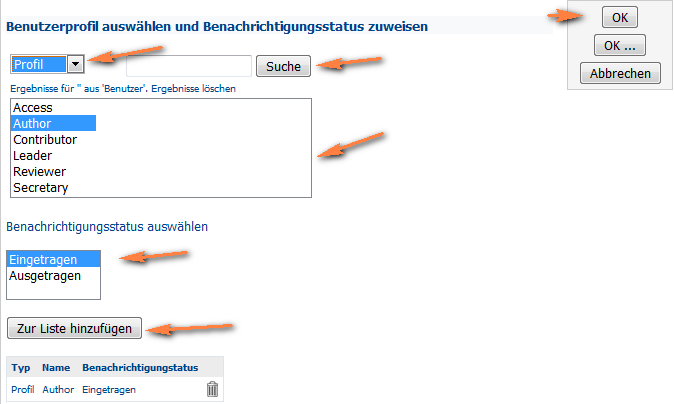 Benutzerprofil auswählen und Benachrichtigungsstatus zuweisen
OK
OK ...
Abbrechen
Profil
Suche
Ergebnisse für '' aus 'Benutzer'. Ergebnisse löschen
Access
Author
Contributor
Leader
Reviewer
Secretary
Benachrichtigungsstatus auswählen
Eingetragen
Ausgetragen
Zur Liste hinzufügen
Typ Name Benachrichtigungstatus
Profil Author Eingetragen